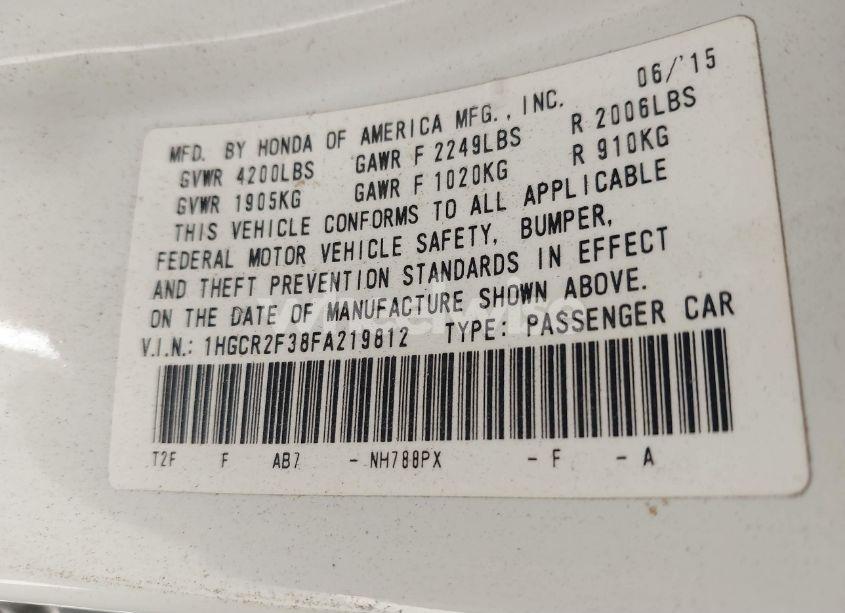 06/'15
MFD. BY HONDA OF AMERICA MFG., INC.
GVWR 4200LBS GAWR F 2249LBS R 2006LBS
GVWR 1905KG GAWR F 1020KG R 910KG
THIS VEHICLE CONFORMS TO ALL APPLICABLE
FEDERAL MOTOR VEHICLE SAFETY, BUMPER,
AND THEFT PREVENTION STANDARDS IN EFFECT
ON THE DATE OF MANUFACTURE SHOWN ABOVE.
V.I.N.: 1HGCR2F38FA219812 TYPE: PASSENGER CAR
T2F F AB7 - NH788PX - F - A